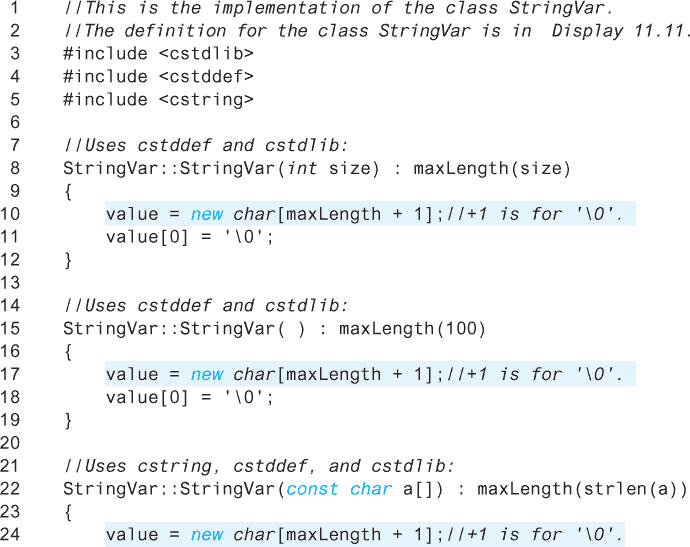 1 //This is the implementation of the class StringVar.
2 //The definition for the class StringVar is in  Display 11.11.
3 #include <cstdlib>
4 #include <cstddef>
5 #include <cstring>
6
7 //Uses cstddef and cstdlib:
8 StringVar::StringVar(int size) : maxLength(size)
9 {
10     value = new char[maxLength + 1];//+1 is for '\0'.
11     value[0] = '\0';
12 }
13
14 //Uses cstddef and cstdlib:
15 StringVar::StringVar( ) : maxLength(100)
16 {
17     value = new char[maxLength + 1];//+1 is for '\0'.
18     value[0] = '\0';
19 }
20
21 //Uses cstring, cstddef, and cstdlib:
22 StringVar::StringVar(const char a[]) : maxLength(strlen(a))
23 {
24     value = new char[maxLength + 1];//+1 is for '\0'.